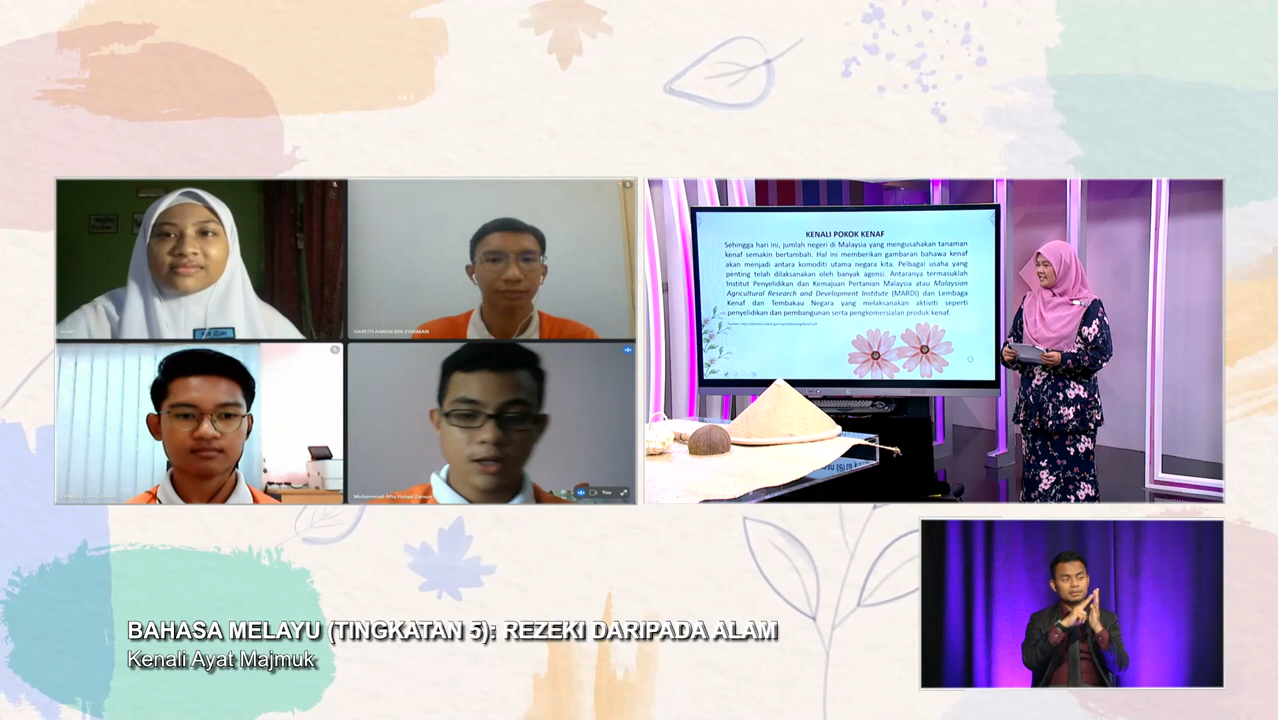 HARITH AIMAN BIN ZARIMAN
Muhammad Afiq Haiqal Zamuri
You
KENALI POKOK KENAF
Sehingga hari ini, jumlah negeri di Malaysia yang mengusahakan tanaman
kenaf semakin bertambah. Hal ini memberikan gambaran bahawa kenaf
akan menjadi antara komoditi utama negara kita. Pelbagai usaha yang
penting telah dilaksanakan oleh banyak agensi. Antaranya termasuklah
Institut Penyelidikan dan Kemajuan Pertanian Malaysia atau Malaysian
Agricultural Research and Development Institute (MARDI) dan Lembaga
Kenaf dan Tembakau Negara yang melaksanakan aktiviti seperti
penyelidikan dan pembangunan serta pengkomersialan produk kenaf.
BAHASA MELAYU (TINGKATAN 5): REZEKI DARIPADA ALAM
Kenali Ayat Majmuk